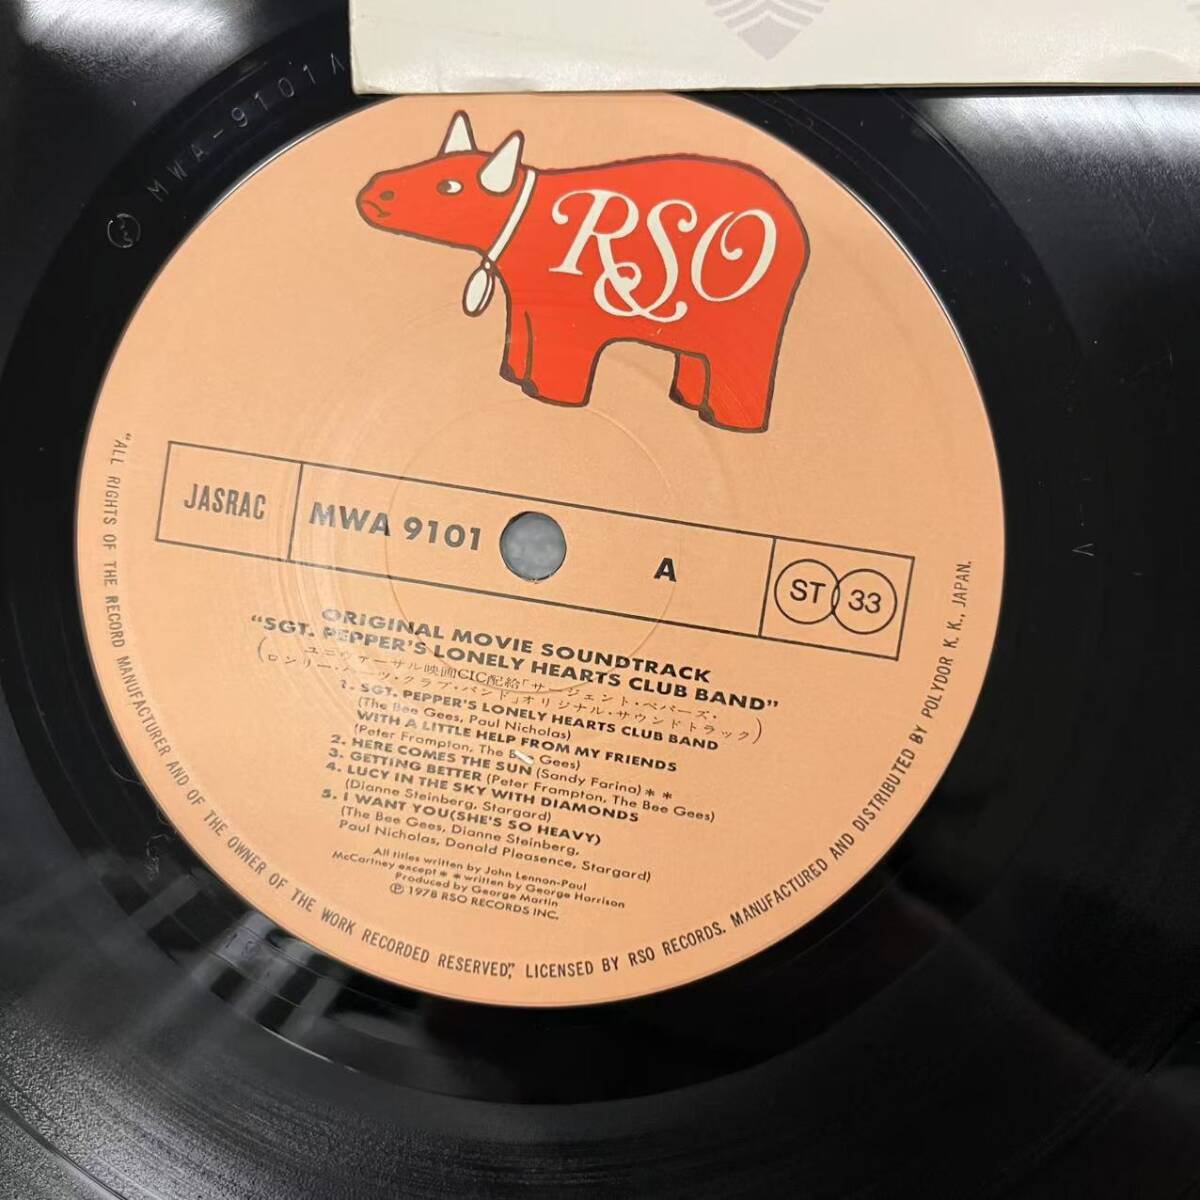 MWA-9101A
RSO
JASRAC
MWA 9101
A
ST 33
ORIGINAL MOVIE SOUNDTRACK
"SGT. PEPPER'S LONELY HEARTS CLUB BAND"
(ユニヴァーサル映画CIC配給「サージェント・ペパーズ・
ロンリー・ハーツ・クラブ・バンド」オリジナル・サウンドトラック)
1. SGT. PEPPER'S LONELY HEARTS CLUB BAND
(The Bee Gees, Paul Nicholas)
WITH A LITTLE HELP FROM MY FRIENDS
(Peter Frampton, The Bee Gees)
2. HERE COMES THE SUN (Sandy Farina)**
3. GETTING BETTER (Peter Frampton, The Bee Gees)
4. LUCY IN THE SKY WITH DIAMONDS
(Dianne Steinberg, Stargard)
5. I WANT YOU(SHE'S SO HEAVY)
(The Bee Gees, Dianne Steinberg,
Paul Nicholas, Donald Pleasence, Stargard)
All titles written by John Lennon-Paul
McCartney except** written by George Harrison
Produced by George Martin
Ⓟ1978 RSO RECORDS INC.
"ALL RIGHTS OF THE RECORD MANUFACTURER AND OF THE OWNER OF THE WORK RECORDED RESERVED", LICENSED BY RSO RECORDS. MANUFACTURED AND DISTRIBUTED BY POLYDOR K. K., JAPAN.